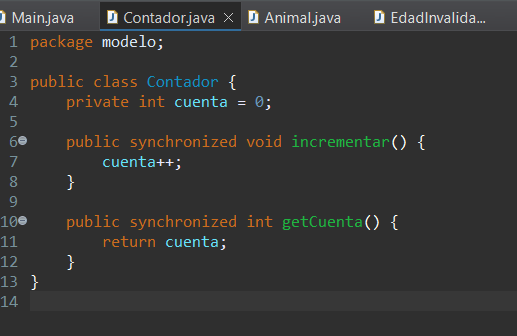 Main.java Contador.java Animal.java EdadInvalida...
1 package modelo;
2
3 public class Contador {
4     private int cuenta = 0;
5
6     public synchronized void incrementar() {
7         cuenta++;
8     }
9
10     public synchronized int getCuenta() {
11         return cuenta;
12     }
13 }
14